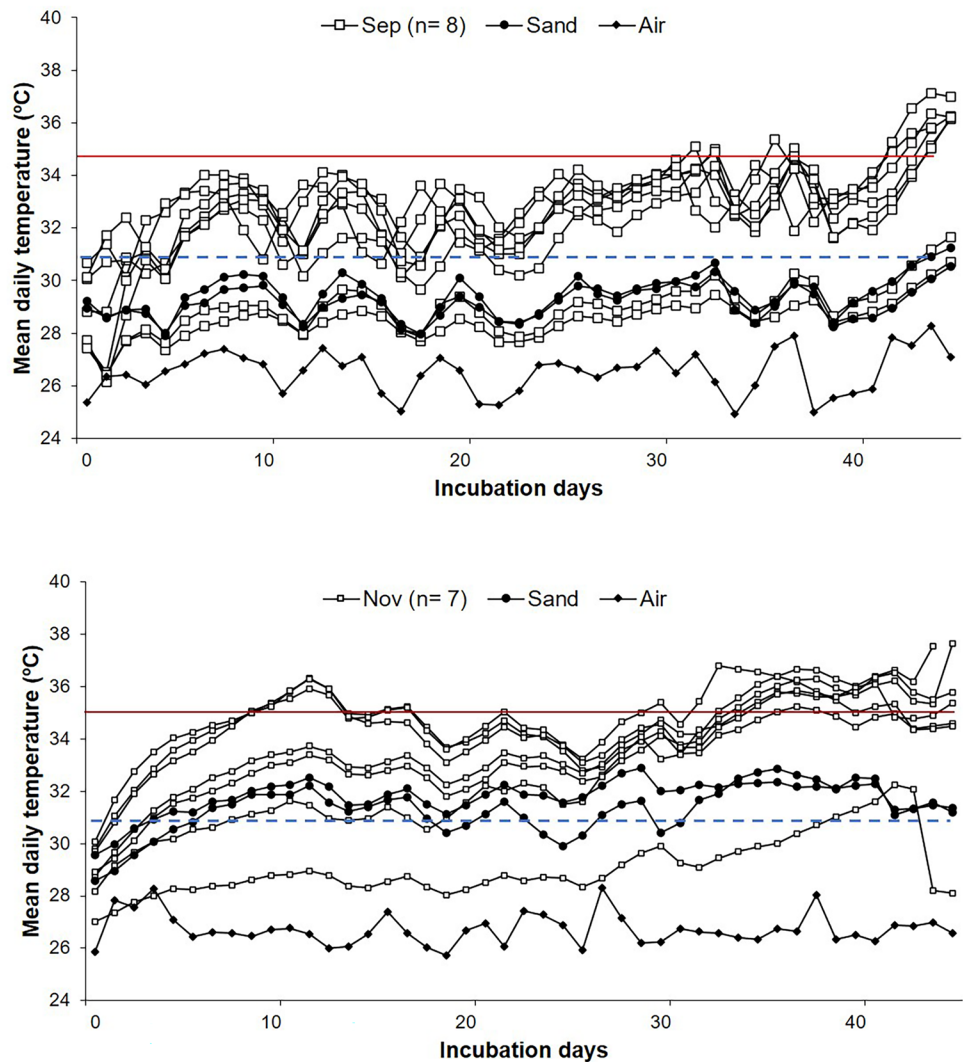 Sep (n= 8) Sand Air
Mean daily temperature (ºC)
40
38
36
34
32
30
28
26
24
0 10 20 30 40
Incubation days
Nov (n= 7) Sand Air
Mean daily temperature (ºC)
40
38
36
34
32
30
28
26
24
0 10 20 30 40
Incubation days